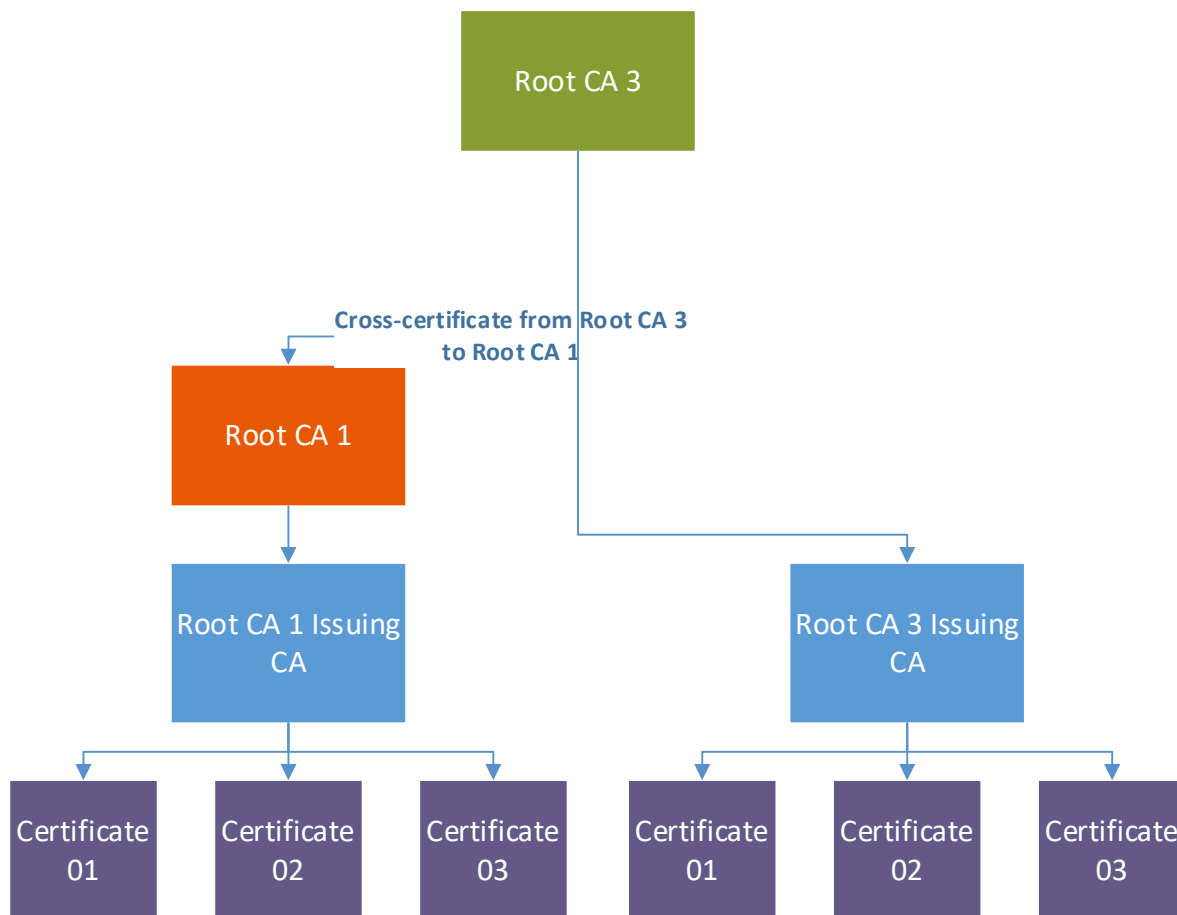 Root CA 3
Cross-certificate from Root CA 3
to Root CA 1
Root CA 1
Root CA 1 Issuing
CA
Root CA 3 Issuing
CA
Certificate
01
Certificate
02
Certificate
03
Certificate
01
Certificate
02
Certificate
03